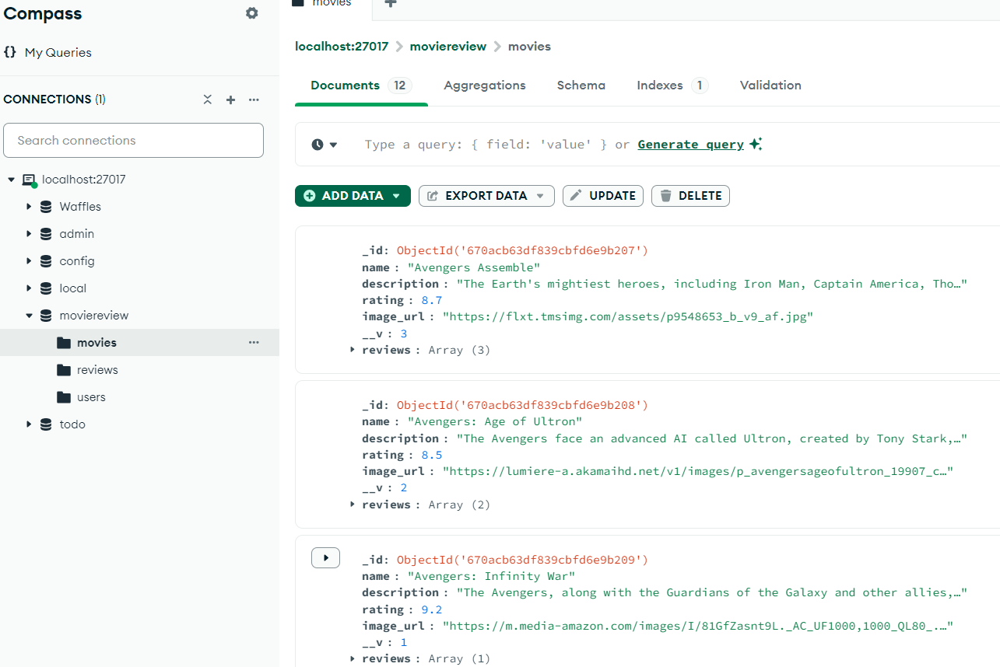 Compass
My Queries
CONNECTIONS (1)
Search connections
localhost:27017
Waffles
admin
config
local
moviereview
movies
reviews
users
todo
movies
localhost:27017 > moviereview > movies
Documents 12 Aggregations Schema Indexes 1 Validation
Type a query: { field: 'value' } or Generate query
ADD DATA EXPORT DATA UPDATE DELETE
_id: ObjectId('670acb63df839cbfd6e9b207')
name : "Avengers Assemble"
description : "The Earth's mightiest heroes, including Iron Man, Captain America, Tho…"
rating : 8.7
image_url : "https://flxt.tmsimg.com/assets/p9548653_b_v9_af.jpg"
__v : 3
reviews : Array (3)
_id: ObjectId('670acb63df839cbfd6e9b208')
name : "Avengers: Age of Ultron"
description : "The Avengers face an advanced AI called Ultron, created by Tony Stark,…"
rating : 8.5
image_url : "https://lumiere-a.akamaihd.net/v1/images/p_avengersageofultron_19907_c…"
__v : 2
reviews : Array (2)
_id: ObjectId('670acb63df839cbfd6e9b209')
name : "Avengers: Infinity War"
description : "The Avengers, along with the Guardians of the Galaxy and other allies,…"
rating : 9.2
image_url : "https://m.media-amazon.com/images/I/81GfZasnt9L._AC_UF1000,1000_QL80_.…"
__v : 1
reviews : Array (1)